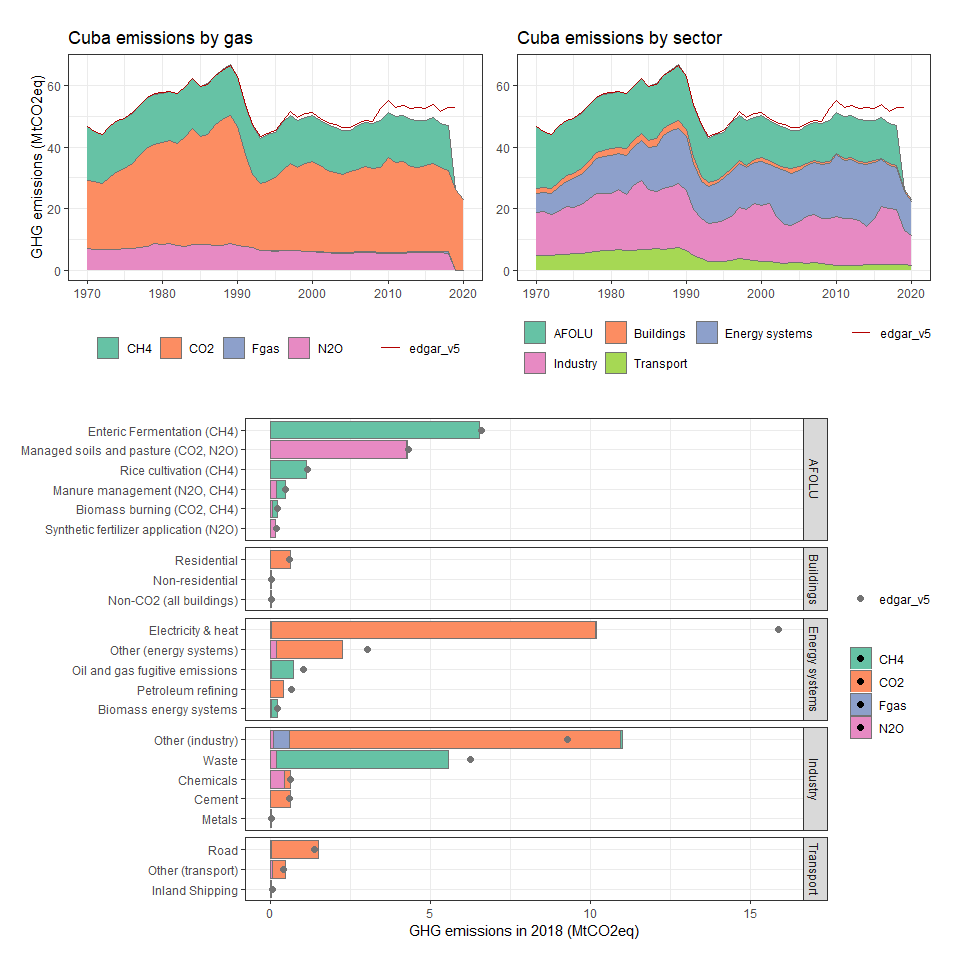 Cuba emissions by gas
GHG emissions (MtCO2eq)
60
40
20
0
1970
1980
1990
2000
2010
2020
CH4
CO2
Fgas
N2O
edgar_v5
Cuba emissions by sector
60
40
20
0
1970
1980
1990
2000
2010
2020
AFOLU
Buildings
Energy systems
edgar_v5
Industry
Transport
Enteric Fermentation (CH4)
Managed soils and pasture (CO2, N2O)
Rice cultivation (CH4)
Manure management (N2O, CH4)
Biomass burning (CO2, CH4)
Synthetic fertilizer application (N2O)
AFOLU
Residential
Non-residential
Non-CO2 (all buildings)
Buildings
Electricity & heat
Other (energy systems)
Oil and gas fugitive emissions
Petroleum refining
Biomass energy systems
Energy systems
Other (industry)
Waste
Chemicals
Cement
Metals
Industry
Road
Other (transport)
Inland Shipping
Transport
0
5
10
15
GHG emissions in 2018 (MtCO2eq)
edgar_v5
CH4
CO2
Fgas
N2O